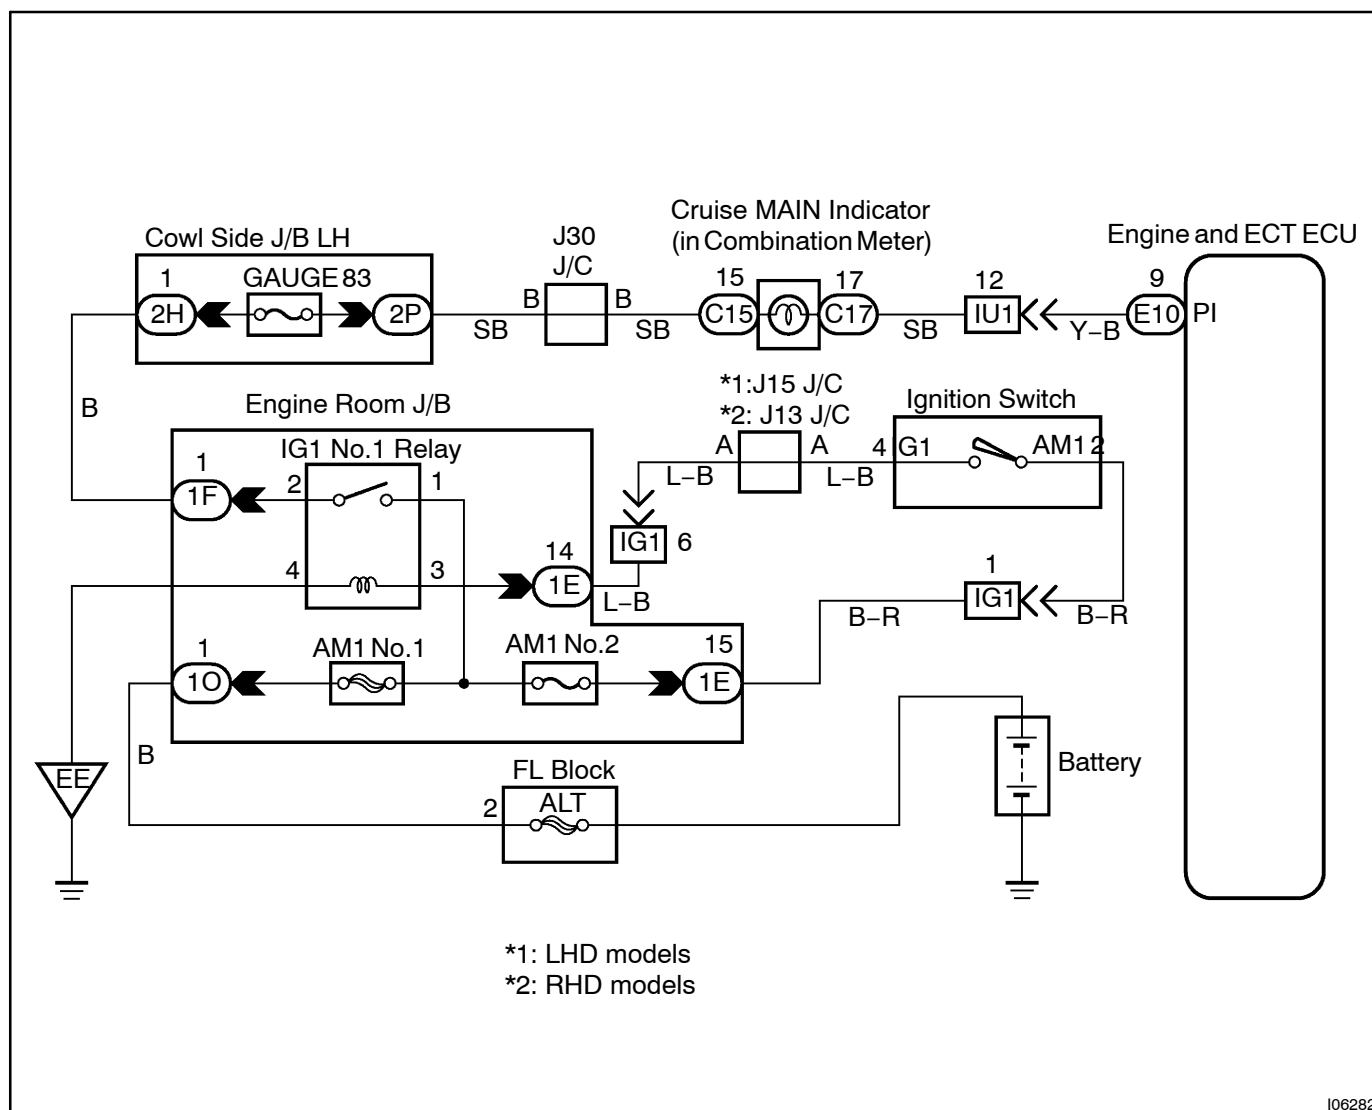 Cruise MAIN Indicator
(in Combination Meter)
Engine and ECT ECU
Cowl Side J/B LH
J30
J/C
1
GAUGE 83
15
17
12
9
2H
2P
B
B
C15
C17
IU1
E10
PI
SB
SB
SB
Y-B
B
Engine Room J/B
*1:J15 J/C
*2: J13 J/C
Ignition Switch
IG1 No.1 Relay
A
A
4
G1
AM1
2
1
2
1
L-B
L-B
1F
IG1
6
4
3
14
1E
L-B
1
IG1
B-R
B-R
1
AM1 No.1
AM1 No.2
15
1O
1E
B
EE
FL Block
Battery
2
ALT
*1: LHD models
*2: RHD models
I06282